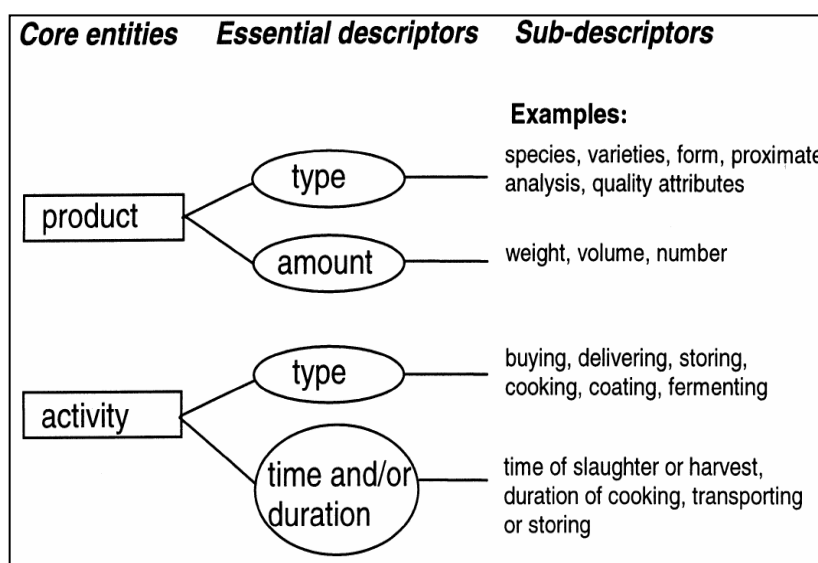 Core entities Essential descriptors Sub-descriptors
Examples:
species, varieties, form, proximate
analysis, quality attributes
type
product
amount
weight, volume, number
type
buying, delivering, storing,
cooking, coating, fermenting
activity
time and/or
duration
time of slaughter or harvest,
duration of cooking, transporting
or storing